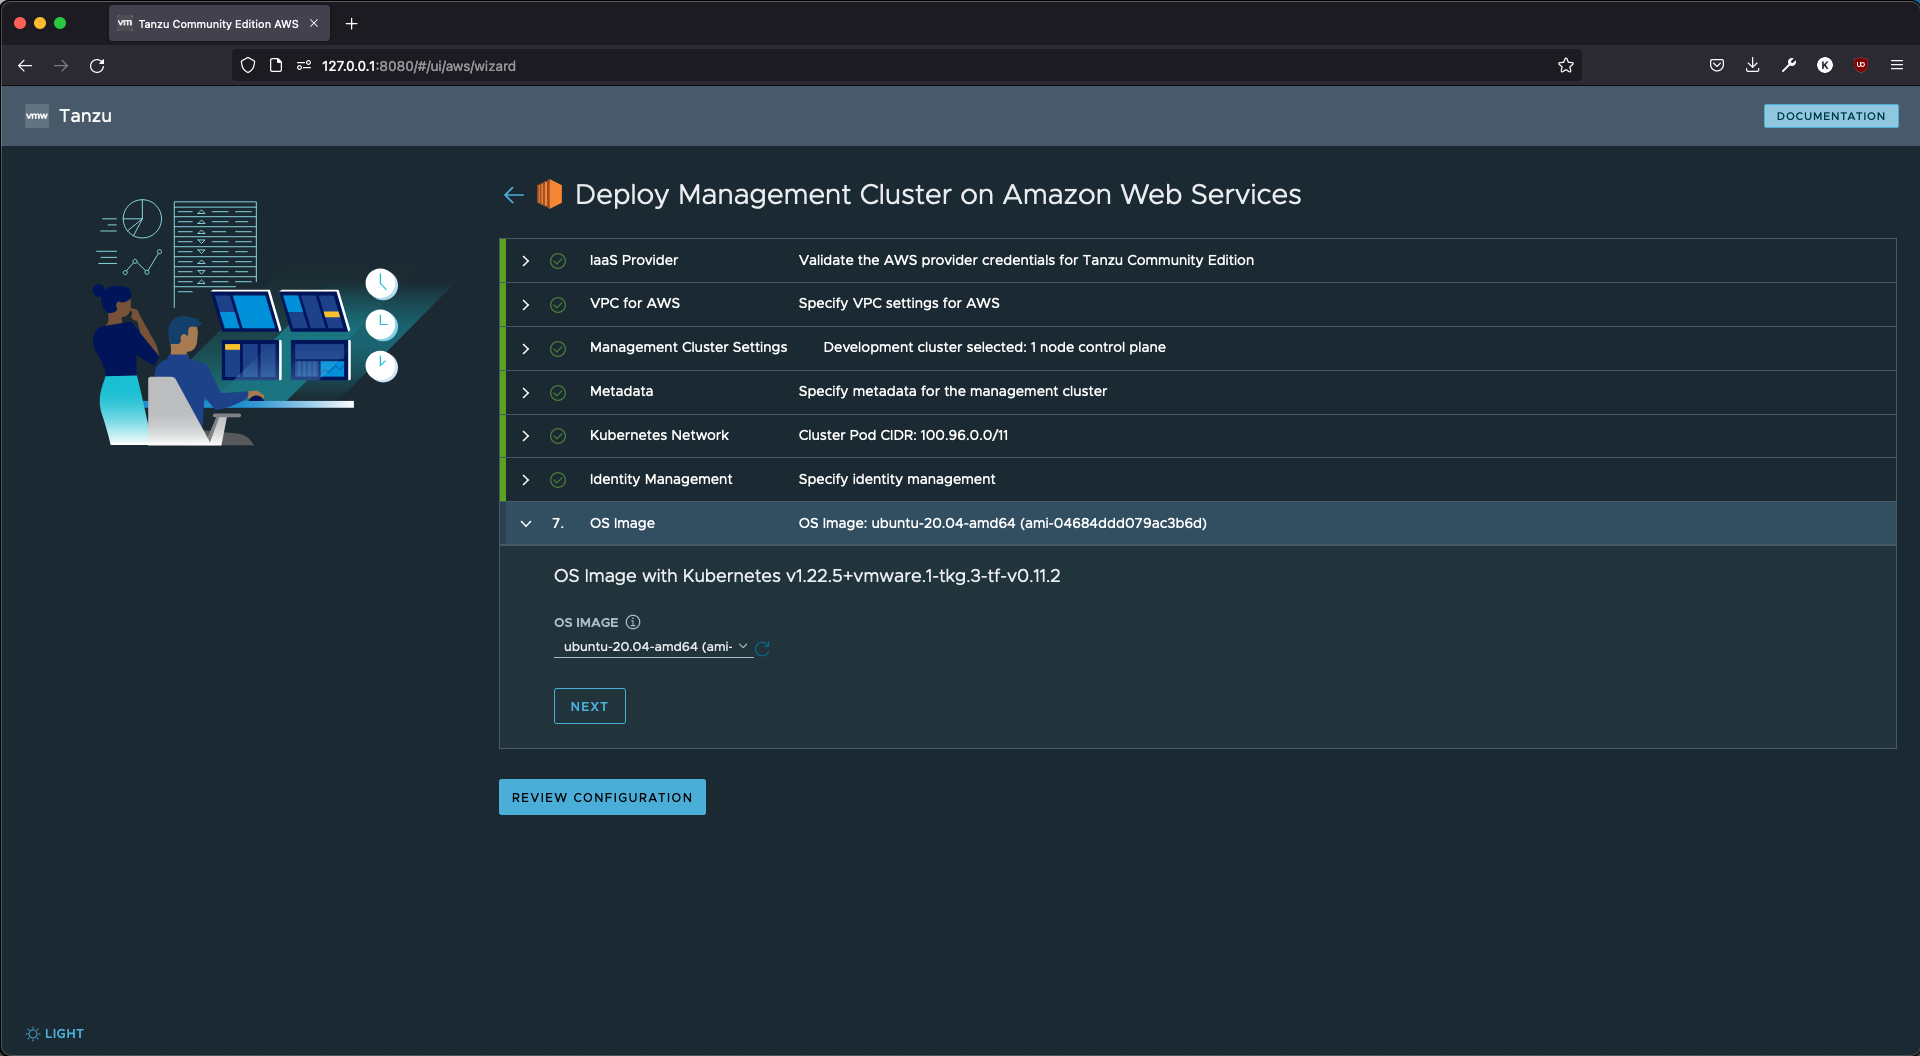 vm Tanzu Community Edition AWS
127.0.0.1:8080/#/ui/aws/wizard
K
UD
vmw Tanzu
DOCUMENTATION
Deploy Management Cluster on Amazon Web Services
IaaS Provider Validate the AWS provider credentials for Tanzu Community Edition
VPC for AWS Specify VPC settings for AWS
Management Cluster Settings Development cluster selected: 1 node control plane
Metadata Specify metadata for the management cluster
Kubernetes Network Cluster Pod CIDR: 100.96.0.0/11
Identity Management Specify identity management
7. OS Image OS Image: ubuntu-20.04-amd64 (ami-04684ddd079ac3b6d)
OS Image with Kubernetes v1.22.5+vmware.1-tkg.3-tf-v0.11.2
OS IMAGE
ubuntu-20.04-amd64 (ami-
NEXT
REVIEW CONFIGURATION
LIGHT